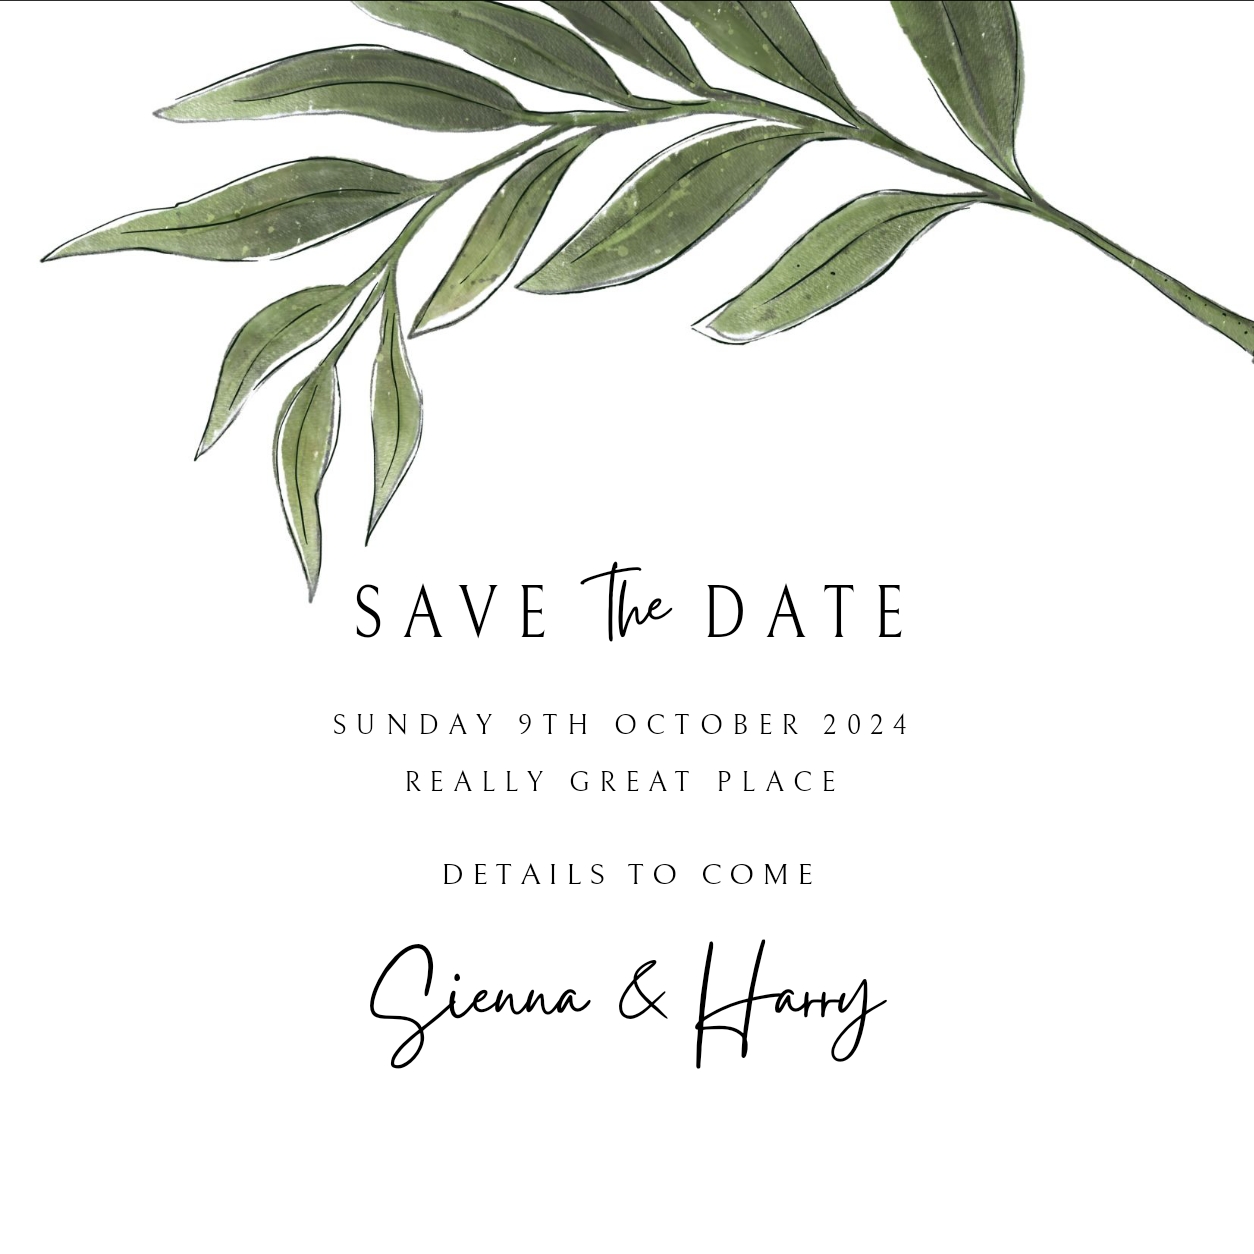 SAVE the DATE
SUNDAY 9TH OCTOBER 2024
REALLY GREAT PLACE
DETAILS TO COME
Sienna & Harry